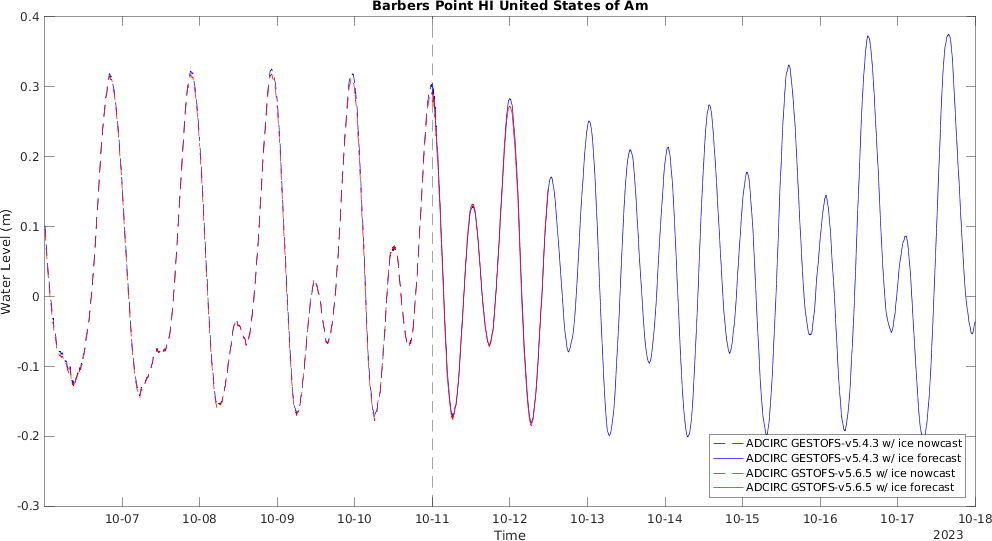 Barbers Point HI United States of Am
Water Level (m)
0.4
0.3
0.2
0.1
0
-0.1
-0.2
-0.3
ADCIRC GESTOFS-v5.4.3 w/ ice nowcast
ADCIRC GESTOFS-v5.4.3 w/ ice forecast
ADCIRC GSTOFS-v5.6.5 w/ ice nowcast
ADCIRC GSTOFS-v5.6.5 w/ ice forecast
10-07 10-08 10-09 10-10 10-11 10-12 10-13 10-14 10-15 10-16 10-17 10-18
Time
2023